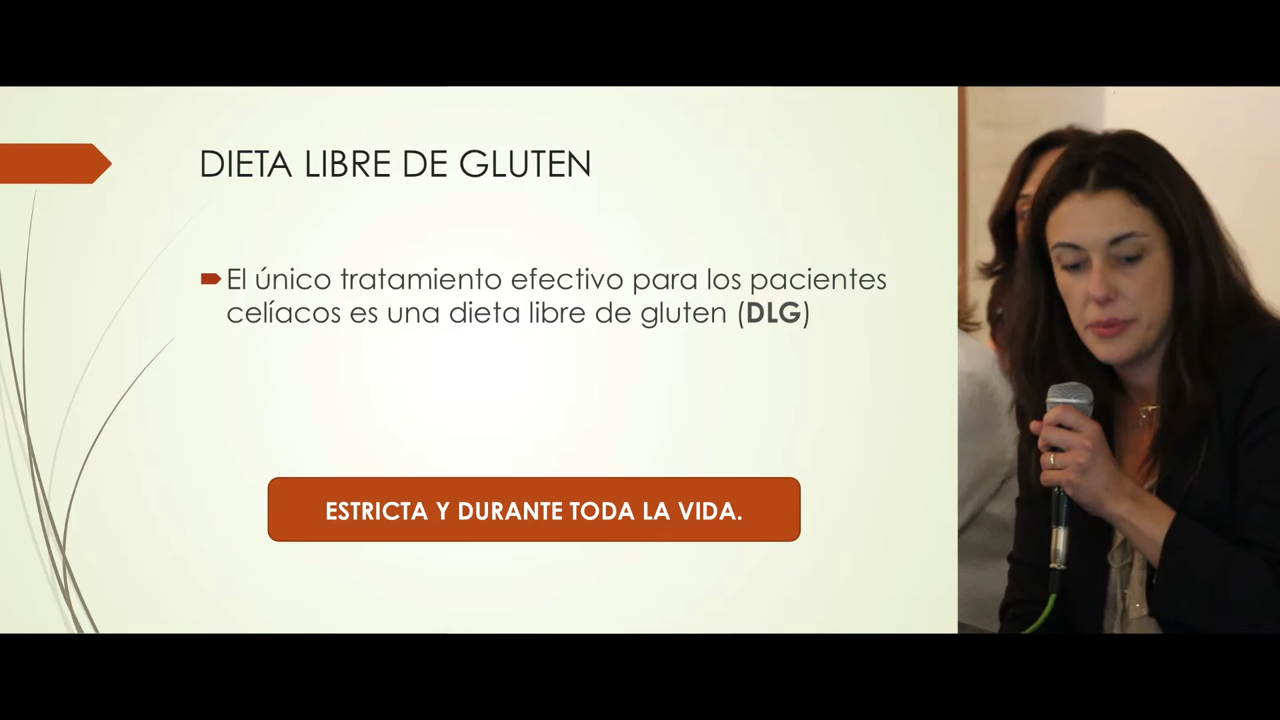 DIETA LIBRE DE GLUTEN
El único tratamiento efectivo para los pacientes
celíacos es una dieta libre de gluten (DLG)
ESTRICTA Y DURANTE TODA LA VIDA.